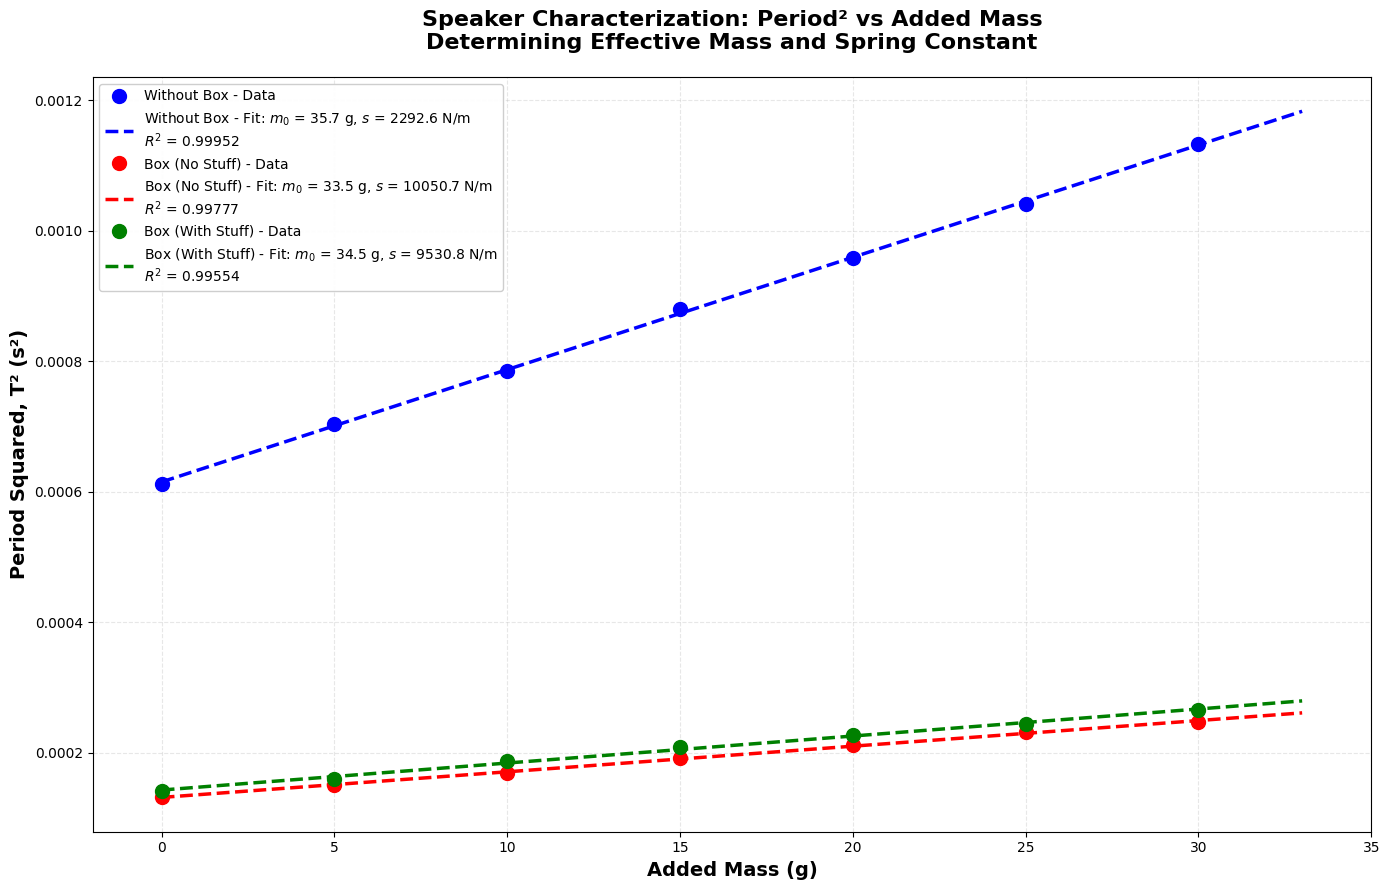 Speaker Characterization: Period² vs Added Mass
Determining Effective Mass and Spring Constant
Without Box - Data
Without Box - Fit: m₀ = 35.7 g, s = 2292.6 N/m
R² = 0.99952
Box (No Stuff) - Data
Box (No Stuff) - Fit: m₀ = 33.5 g, s = 10050.7 N/m
R² = 0.99777
Box (With Stuff) - Data
Box (With Stuff) - Fit: m₀ = 34.5 g, s = 9530.8 N/m
R² = 0.99554
Period Squared, T² (s²)
0.0012
0.0010
0.0008
0.0006
0.0004
0.0002
0 5 10 15 20 25 30 35
Added Mass (g)